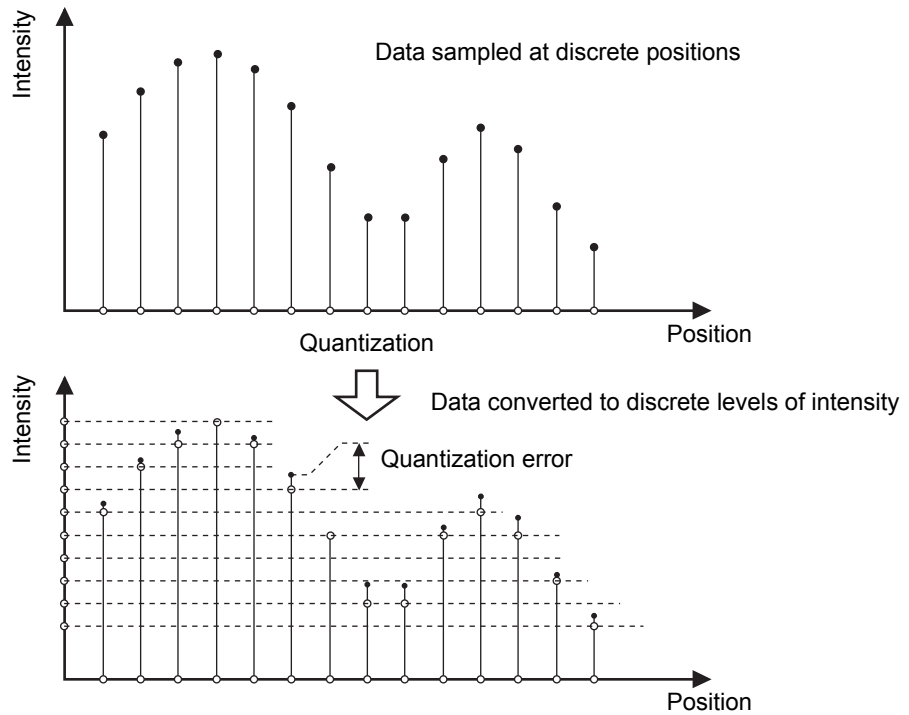 Intensity
Data sampled at discrete positions
Position
Quantization
Intensity
Data converted to discrete levels of intensity
Quantization error
Position